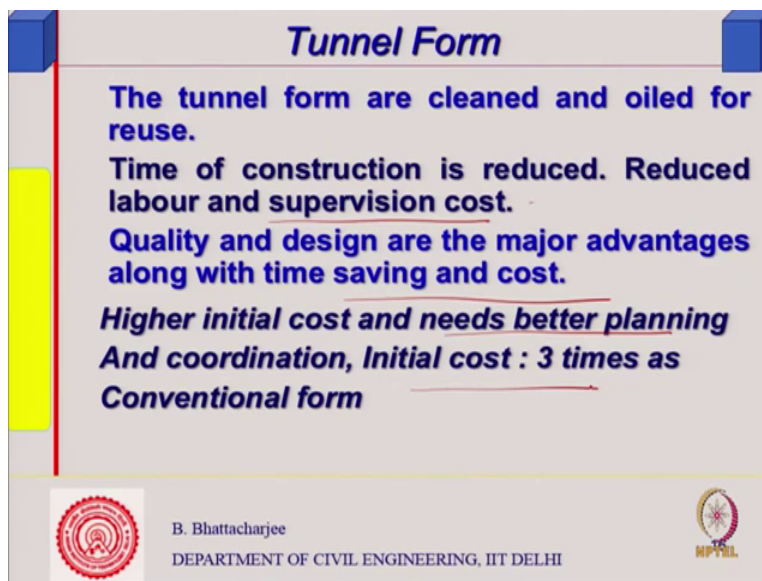 Tunnel Form
The tunnel form are cleaned and oiled for
reuse.
Time of construction is reduced. Reduced
labour and supervision cost.
Quality and design are the major advantages
along with time saving and cost.
Higher initial cost and needs better planning
And coordination, Initial cost : 3 times as
Conventional form
B. Bhattacharjee
DEPARTMENT OF CIVIL ENGINEERING, IIT DELHI
NPTEL